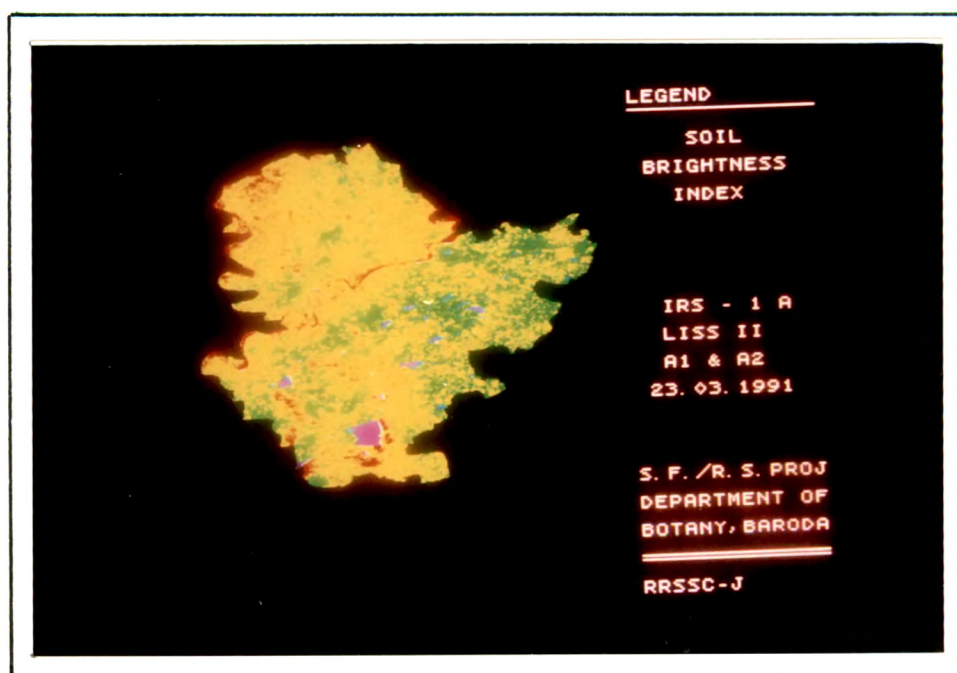 LEGEND
SOIL
BRIGHTNESS
INDEX
IRS - 1 A
LISS II
A1 & A2
23.03.1991
S.F./R.S. PROJ
DEPARTMENT OF
BOTANY, BARODA
RRSSC-J